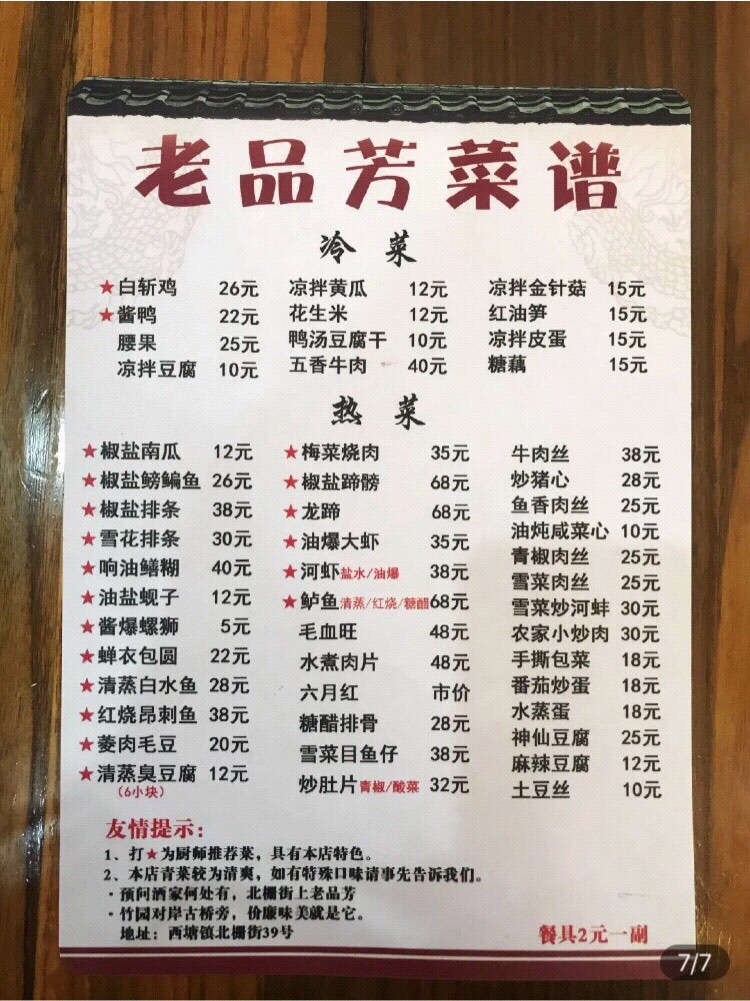 老品芳菜谱
冷菜
★白斩鸡 26元
★酱鸭 22元
腰果 25元
凉拌豆腐 10元
凉拌黄瓜 12元
花生米 12元
鸭汤豆腐干 10元
五香牛肉 40元
凉拌金针菇 15元
红油笋 15元
凉拌皮蛋 15元
糖藕 15元
热菜
★椒盐南瓜 12元
★椒盐鳑鳊鱼 26元
★椒盐排条 38元
★雪花排条 30元
★响油鳝糊 40元
★油盐蚬子 12元
★酱爆螺狮 5元
★蝉衣包圆 22元
★清蒸白水鱼 28元
★红烧昂刺鱼 38元
★菱肉毛豆 20元
★清蒸臭豆腐 12元
（6小块）
★梅菜烧肉 35元
★椒盐蹄髈 68元
★龙蹄 68元
★油爆大虾 35元
★河虾盐水/油爆 38元
★鲈鱼清蒸/红烧/糖醋68元
毛血旺 48元
水煮肉片 48元
六月红 市价
糖醋排骨 28元
雪菜目鱼仔 38元
炒肚片青椒/酸菜 32元
牛肉丝 38元
炒猪心 28元
鱼香肉丝 25元
油炖咸菜心 10元
青椒肉丝 25元
雪菜肉丝 25元
雪菜炒河蚌 30元
农家小炒肉 30元
手撕包菜 18元
番茄炒蛋 18元
水蒸蛋 18元
神仙豆腐 25元
麻辣豆腐 12元
土豆丝 10元
友情提示：
1、打★为厨师推荐菜，具有本店特色。
2、本店青菜较为清爽，如有特殊口味请事先告诉我们。
·预问酒家何处有，北栅街上老品芳
·竹园对岸古桥旁，价廉味美就是它。
地址：西塘镇北栅街39号
餐具2元一副
7/7